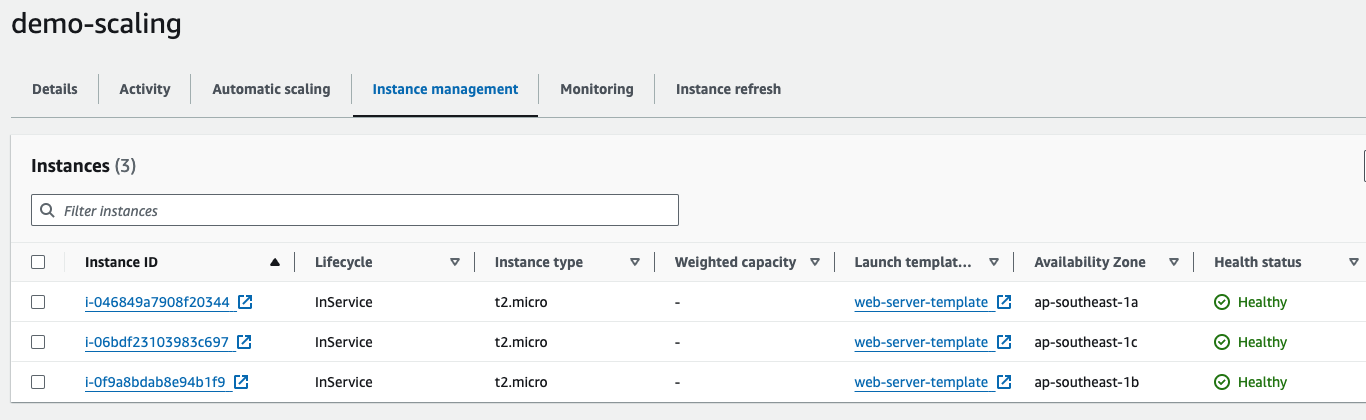 demo-scaling
Details Activity Automatic scaling Instance management Monitoring Instance refresh
Instances (3)
Filter instances
Instance ID Lifecycle Instance type Weighted capacity Launch templat... Availability Zone Health status
i-046849a7908f20344 InService t2.micro - web-server-template ap-southeast-1a Healthy
i-06bdf23103983c697 InService t2.micro - web-server-template ap-southeast-1c Healthy
i-0f9a8bdab8e94b1f9 InService t2.micro - web-server-template ap-southeast-1b Healthy